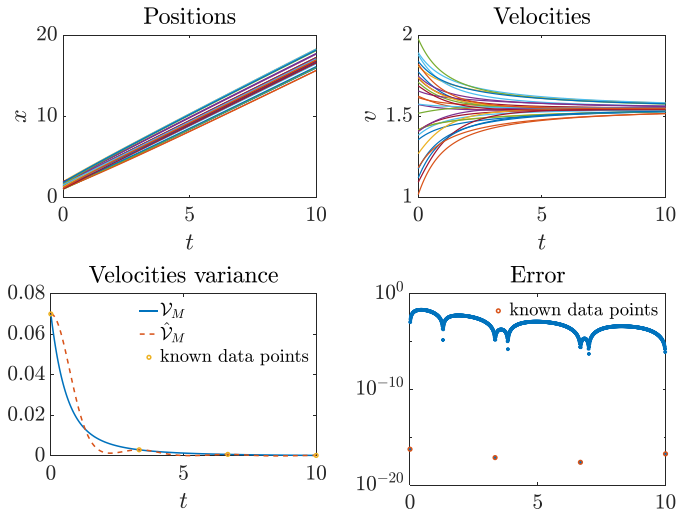 Positions
20
10
0
x
0
5
10
t
Velocities
2
1.5
1
v
0
5
10
t
Velocities variance
0.08
0.06
0.04
0.02
0
𝒱_M
𝒱̂_M
known data points
0
5
10
t
Error
10^0
10^-10
10^-20
known data points
0
5
10